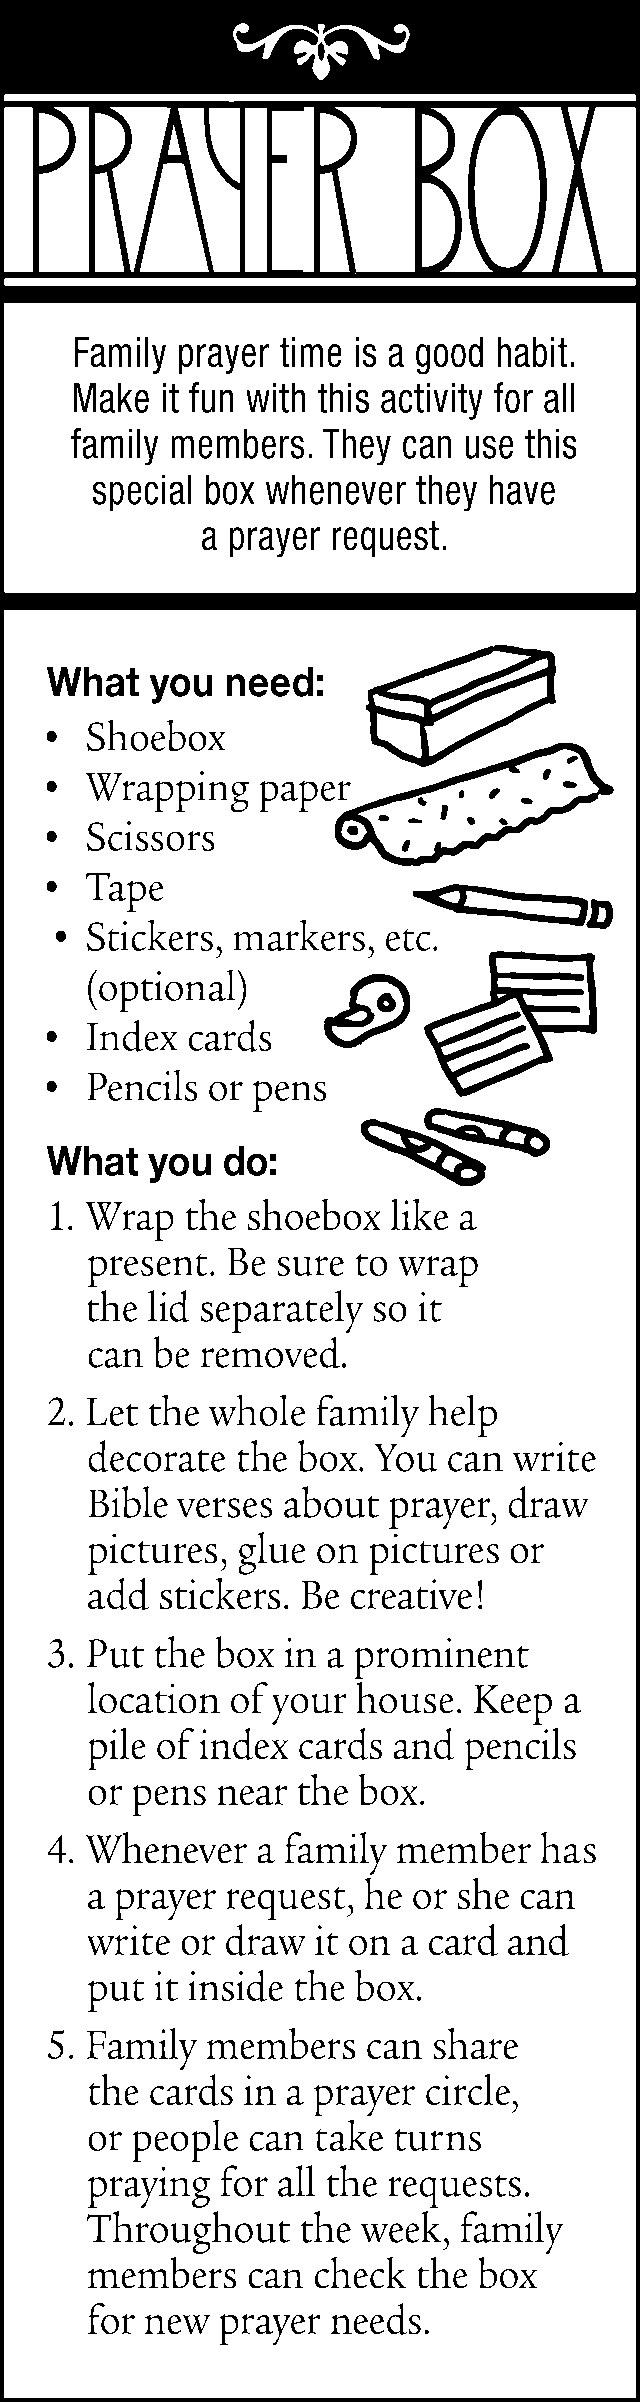 PRAYER BOX
Family prayer time is a good habit.
Make it fun with this activity for all
family members. They can use this
special box whenever they have
a prayer request.
What you need:
• Shoebox
• Wrapping paper
• Scissors
• Tape
• Stickers, markers, etc.
(optional)
• Index cards
• Pencils or pens
What you do:
1. Wrap the shoebox like a
present. Be sure to wrap
the lid separately so it
can be removed.
2. Let the whole family help
decorate the box. You can write
Bible verses about prayer, draw
pictures, glue on pictures or
add stickers. Be creative!
3. Put the box in a prominent
location of your house. Keep a
pile of index cards and pencils
or pens near the box.
4. Whenever a family member has
a prayer request, he or she can
write or draw it on a card and
put it inside the box.
5. Family members can share
the cards in a prayer circle,
or people can take turns
praying for all the requests.
Throughout the week, family
members can check the box
for new prayer needs.